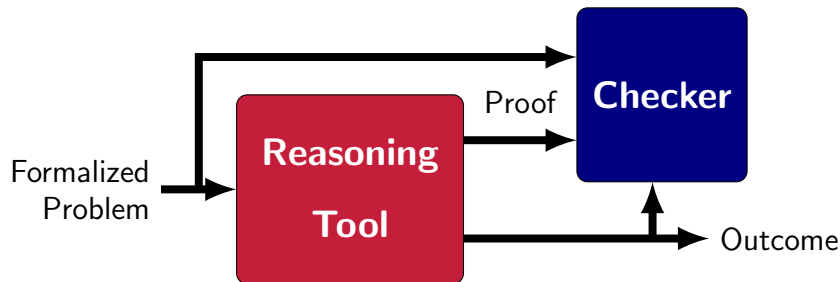 Formalized
Problem
Reasoning
Tool
Proof
Checker
Outcome